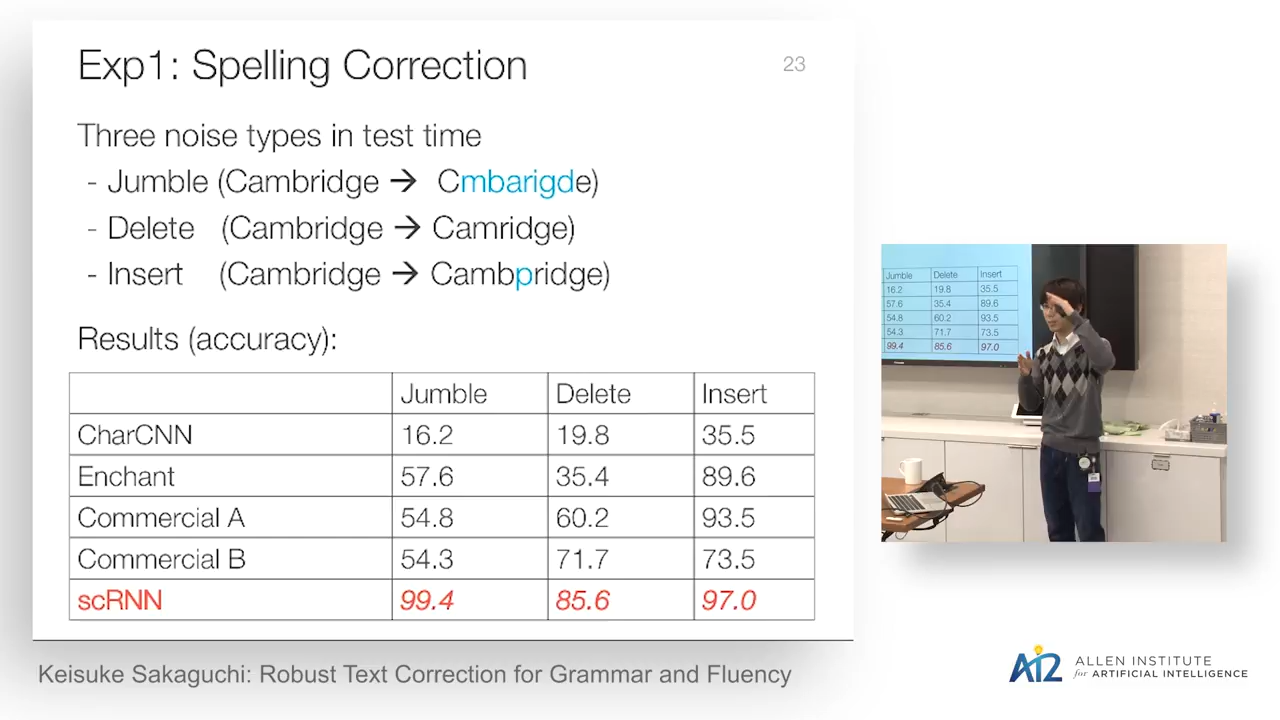 Exp1: Spelling Correction
23
Three noise types in test time
- Jumble (Cambridge → Cmbarigde)
- Delete (Cambridge → Camridge)
- Insert (Cambridge → Cambpridge)
Results (accuracy):
Jumble Delete Insert
CharCNN 16.2 19.8 35.5
Enchant 57.6 35.4 89.6
Commercial A 54.8 60.2 93.5
Commercial B 54.3 71.7 73.5
scRNN 99.4 85.6 97.0
Jumble Delete Insert
16.2 19.8 35.5
57.6 35.4 89.6
54.8 60.2 93.5
54.3 71.7 73.5
99.4 85.6 97.0
Keisuke Sakaguchi: Robust Text Correction for Grammar and Fluency
AI2
ALLEN INSTITUTE
for ARTIFICIAL INTELLIGENCE